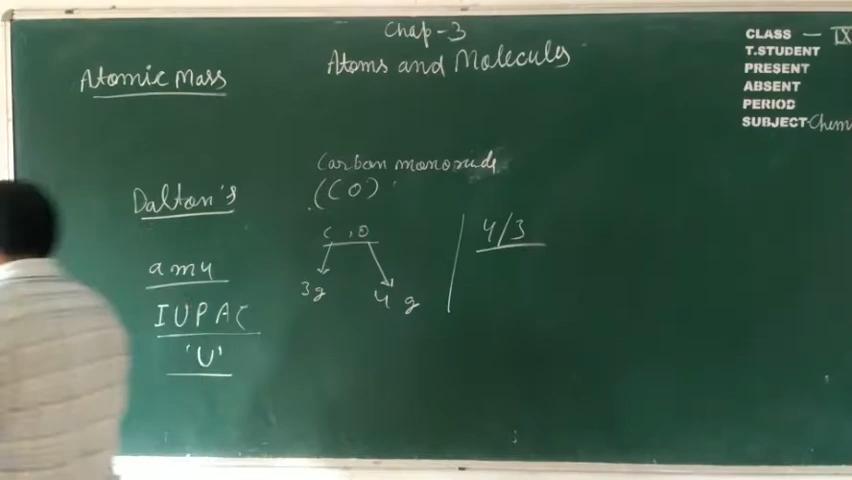 Chap-3
Atoms and Molecules
Atomic Mass
CLASS — IX
T.STUDENT
PRESENT
ABSENT
PERIOD
SUBJECT-Chem
Carbon monoxide
(CO)
Dalton's
C, O
4/3
amu
3g 4 g
IUPAC
'U'